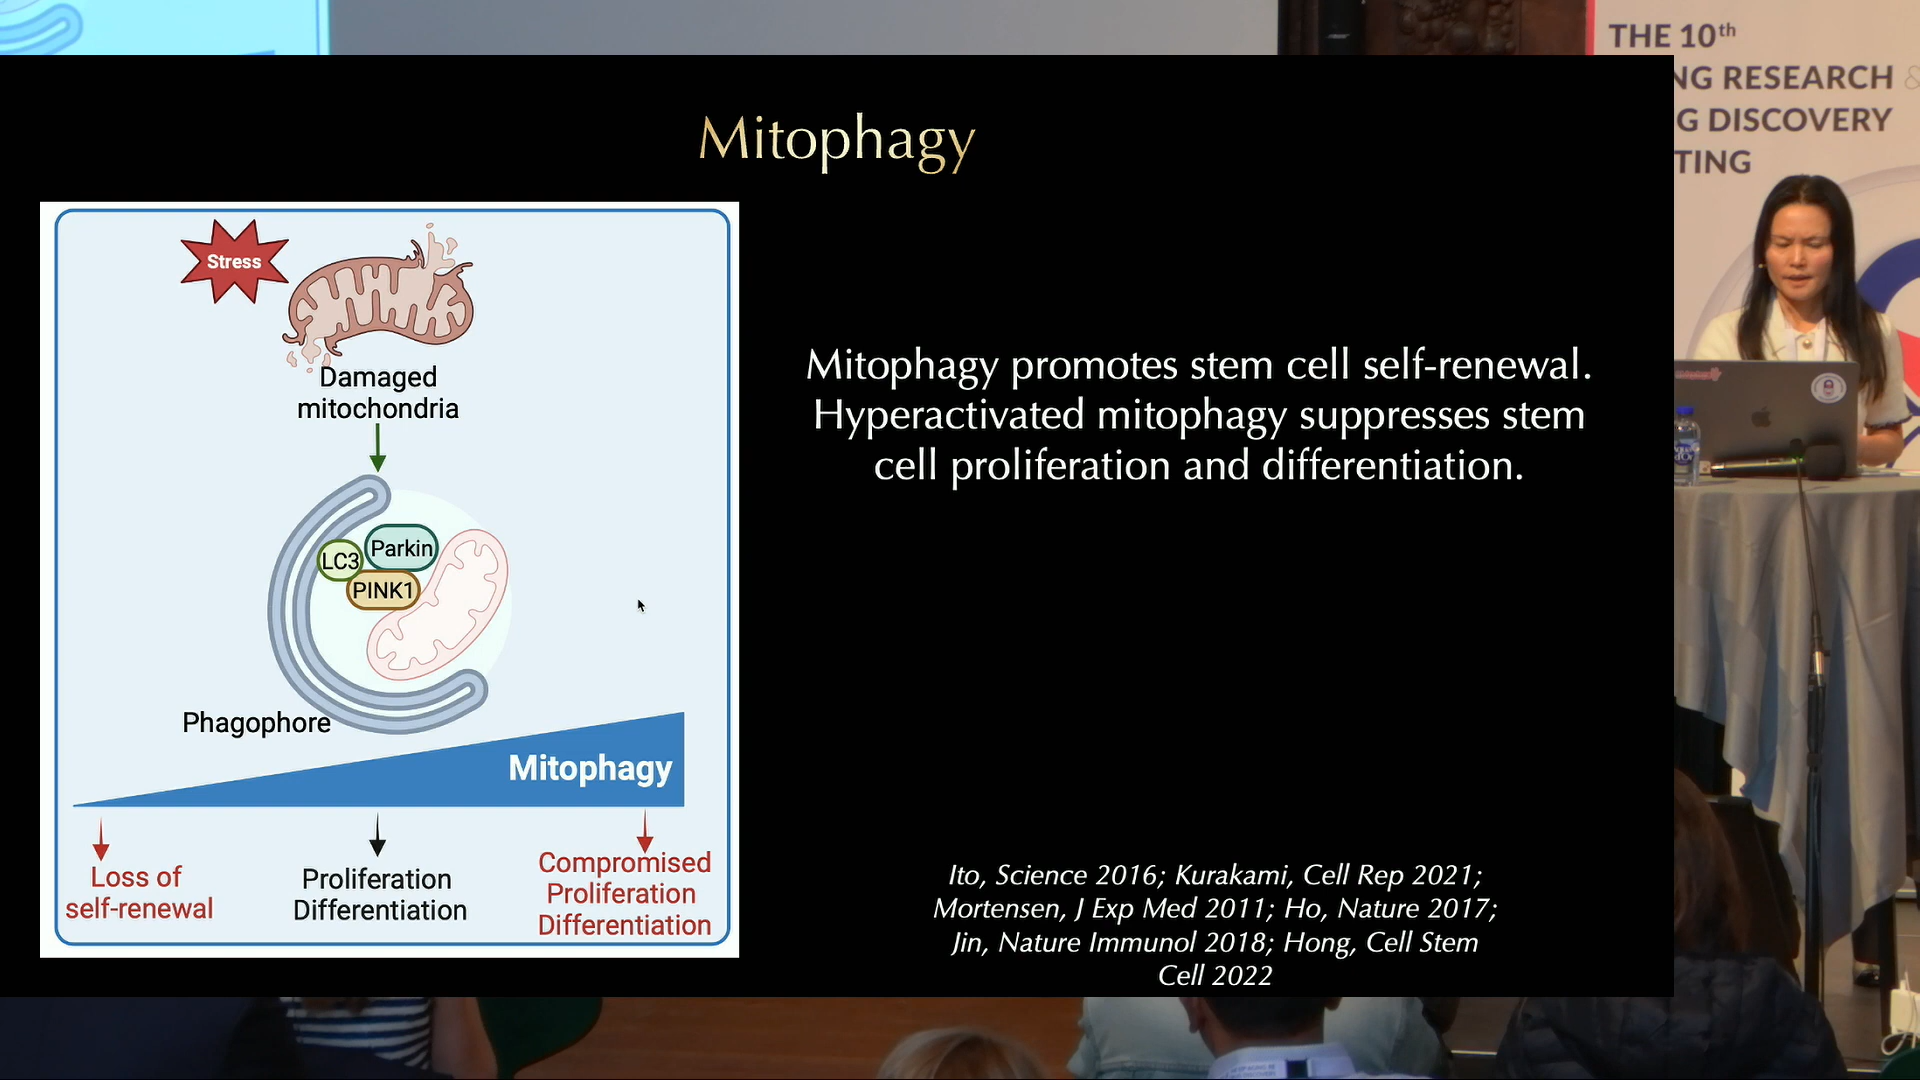 THE 10th
NG RESEARCH &
G DISCOVERY
TING
Mitophagy
Stress
Damaged
mitochondria
LC3
Parkin
PINK1
Phagophore
Mitophagy
Loss of
self-renewal
Proliferation
Differentiation
Compromised
Proliferation
Differentiation
Mitophagy promotes stem cell self-renewal.
Hyperactivated mitophagy suppresses stem
cell proliferation and differentiation.
Ito, Science 2016; Kurakami, Cell Rep 2021;
Mortensen, J Exp Med 2011; Ho, Nature 2017;
Jin, Nature Immunol 2018; Hong, Cell Stem
Cell 2022